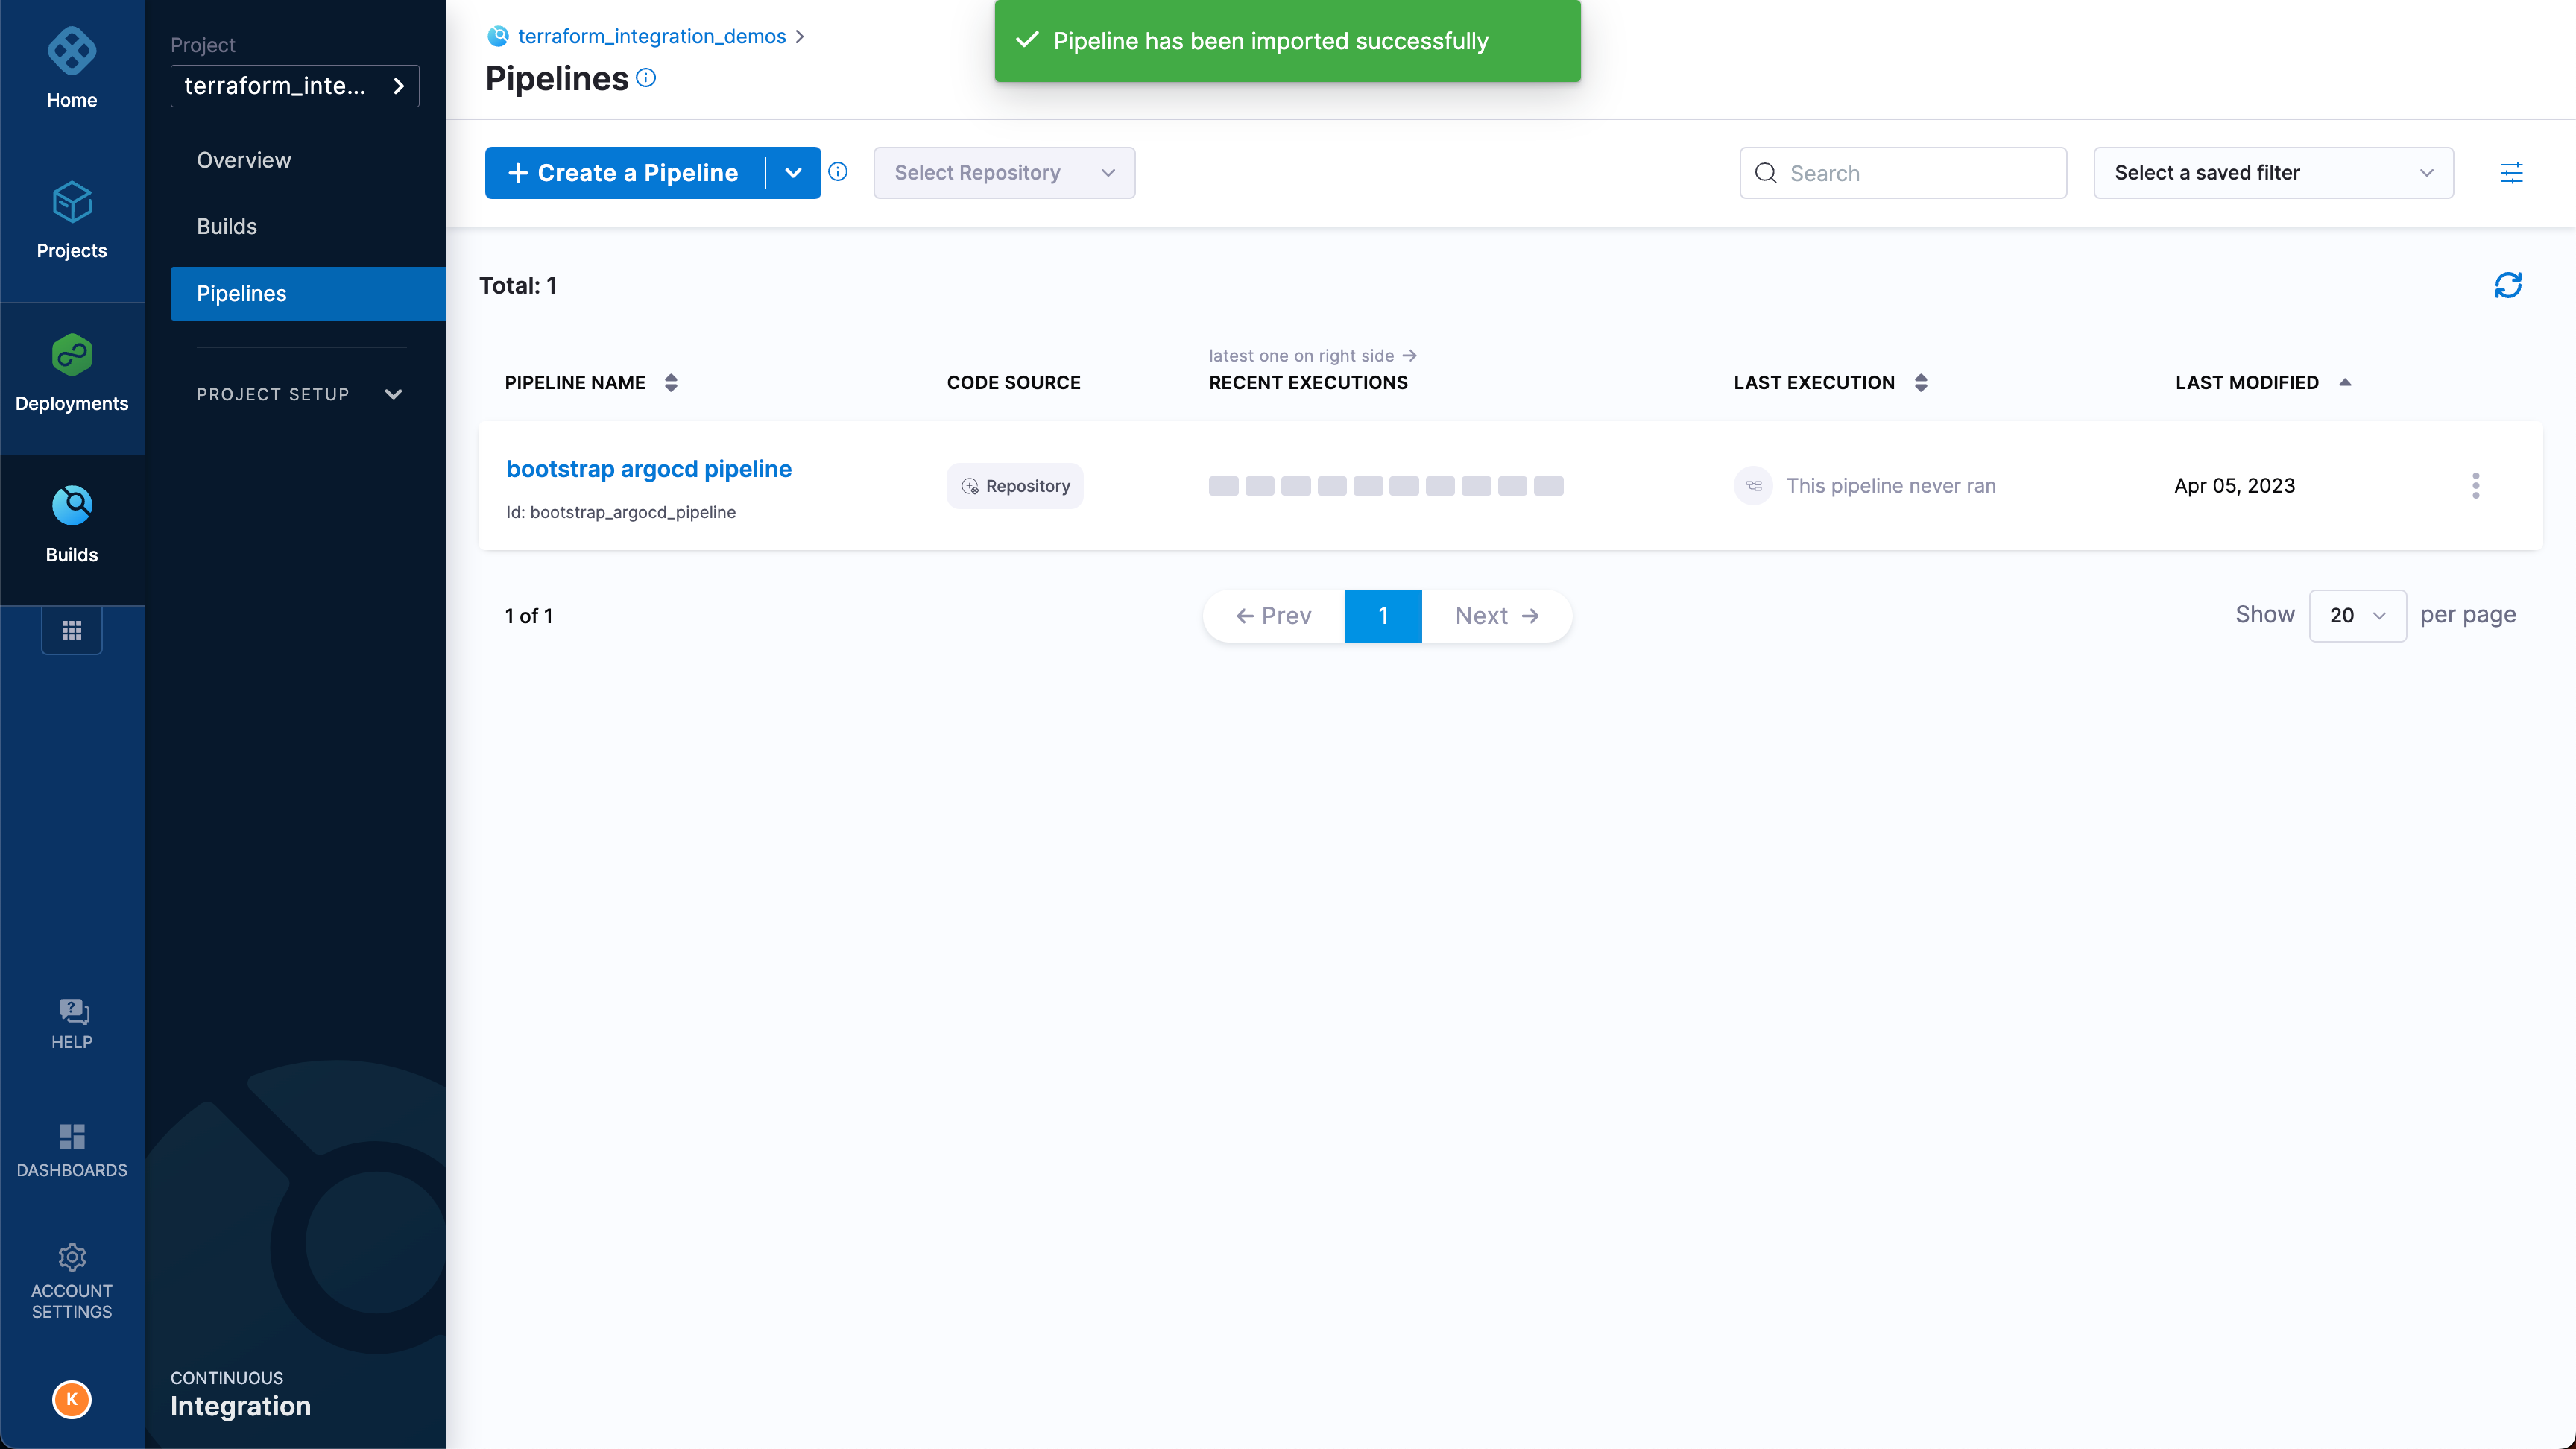 Home
Projects
Deployments
Builds
HELP
DASHBOARDS
ACCOUNT
SETTINGS
K
Project
terraform_inte...
Overview
Builds
Pipelines
PROJECT SETUP
CONTINUOUS
Integration
terraform_integration_demos
Pipelines
Pipeline has been imported successfully
Create a Pipeline
Select Repository
Search
Select a saved filter
Total: 1
latest one on right side
PIPELINE NAME CODE SOURCE RECENT EXECUTIONS LAST EXECUTION LAST MODIFIED
bootstrap argocd pipeline
Id: bootstrap_argocd_pipeline
Repository
This pipeline never ran
Apr 05, 2023
1 of 1
Prev 1 Next
Show 20 per page